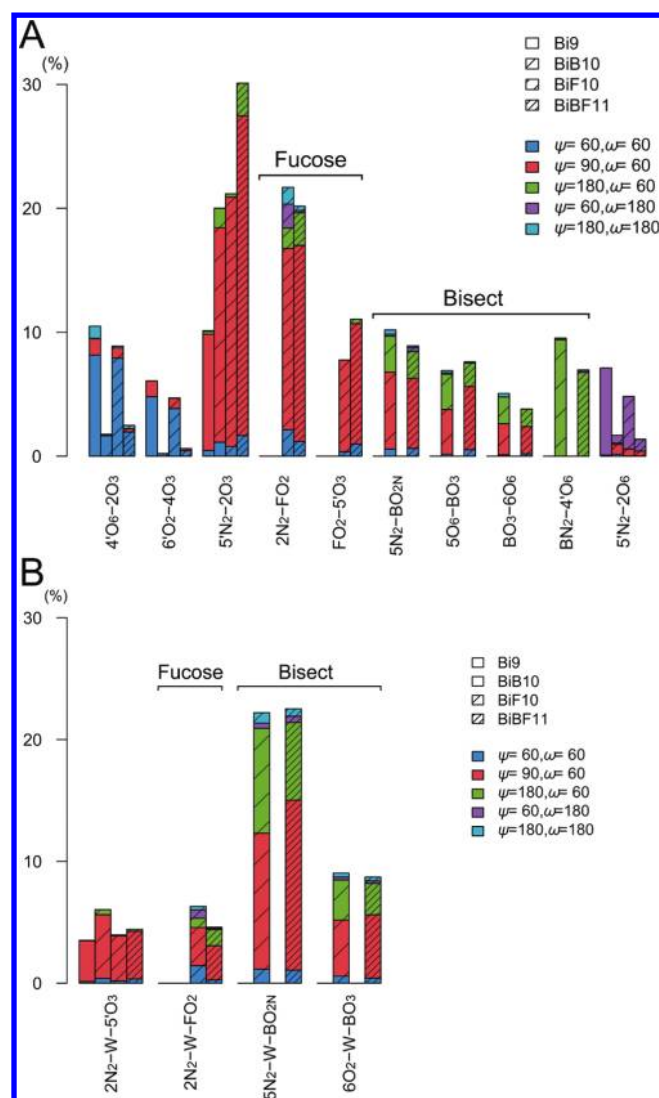 A
(%)
30
20
10
0
Bi9
BiB10
BiF10
BiBF11
ψ= 60,ω= 60
ψ= 90,ω= 60
ψ=180,ω= 60
ψ= 60,ω=180
ψ=180,ω=180
Fucose
Bisect
4'O6−2O3
6'O2−4O3
5'N2−2O3
2N2−FO2
FO2−5'O3
5N2−BO2N
5O6−BO3
BO3−6O6
BN2−4'O6
5'N2−2O6
B
(%)
30
20
10
0
Fucose
Bisect
Bi9
BiB10
BiF10
BiBF11
ψ= 60,ω= 60
ψ= 90,ω= 60
ψ=180,ω= 60
ψ= 60,ω=180
ψ=180,ω=180
2N2−W−5'O3
2N2−W−FO2
5N2−W−BO2N
6O2−W−BO3